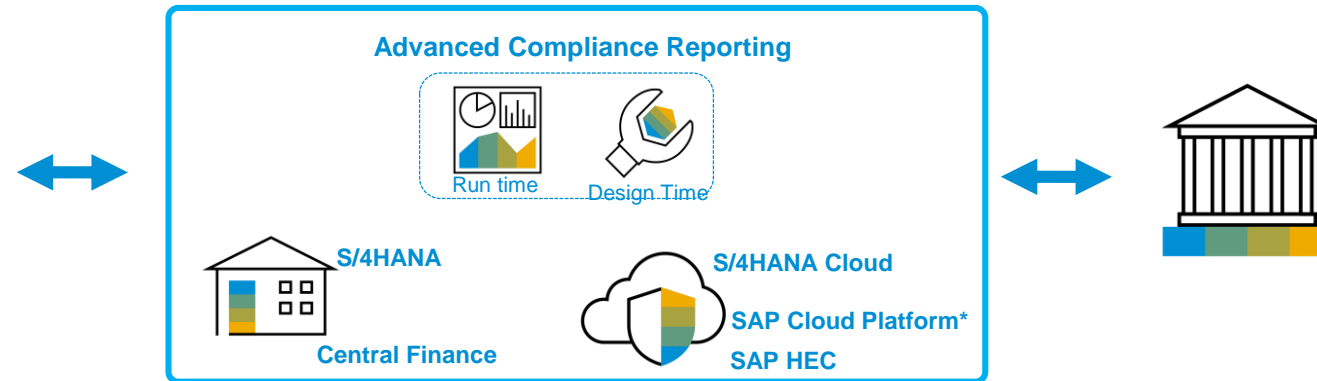 Advanced Compliance Reporting
Run time
Design Time
S/4HANA
Central Finance
S/4HANA Cloud
SAP Cloud Platform*
SAP HEC